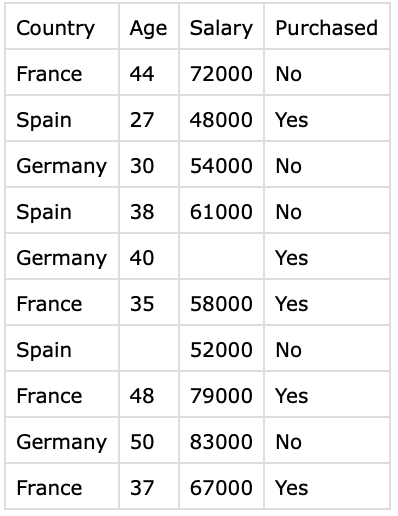 Country Age Salary Purchased
France 44 72000 No
Spain 27 48000 Yes
Germany 30 54000 No
Spain 38 61000 No
Germany 40 Yes
France 35 58000 Yes
Spain 52000 No
France 48 79000 Yes
Germany 50 83000 No
France 37 67000 Yes